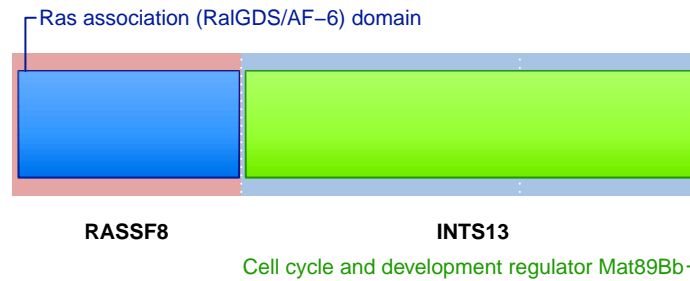 Ras association (RalGDS/AF−6) domain
RASSF8 INTS13
Cell cycle and development regulator Mat89Bb